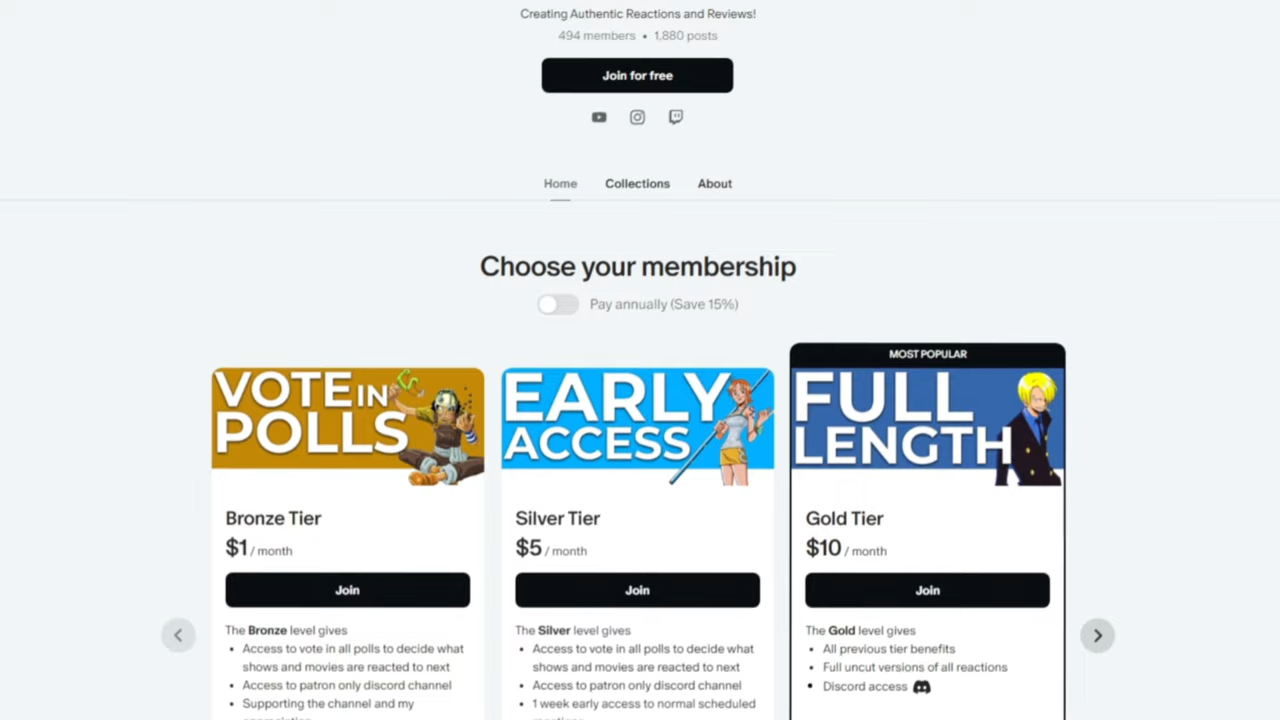 Creating Authentic Reactions and Reviews!
494 members • 1,880 posts
Join for free
Home Collections About
Choose your membership
Pay annually (Save 15%)
VOTE IN
POLLS
Bronze Tier
$1 / month
Join
The Bronze level gives
• Access to vote in all polls to decide what
shows and movies are reacted to next
• Access to patron only discord channel
• Supporting the channel and my
EARLY
ACCESS
Silver Tier
$5 / month
Join
The Silver level gives
• Access to vote in all polls to decide what
shows and movies are reacted to next
• Access to patron only discord channel
• 1 week early access to normal scheduled
MOST POPULAR
FULL
LENGTH
Gold Tier
$10 / month
Join
The Gold level gives
• All previous tier benefits
• Full uncut versions of all reactions
• Discord access